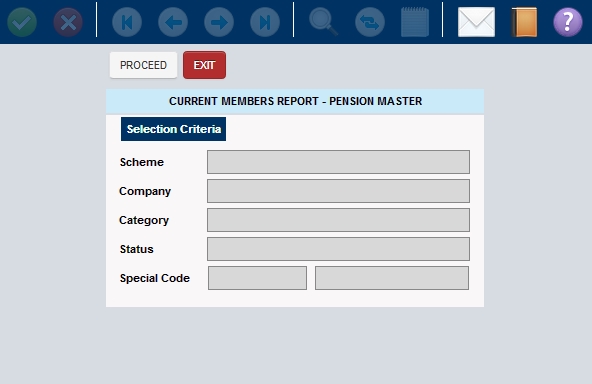 ?
PROCEED EXIT
CURRENT MEMBERS REPORT - PENSION MASTER
Selection Criteria
Scheme
Company
Category
Status
Special Code